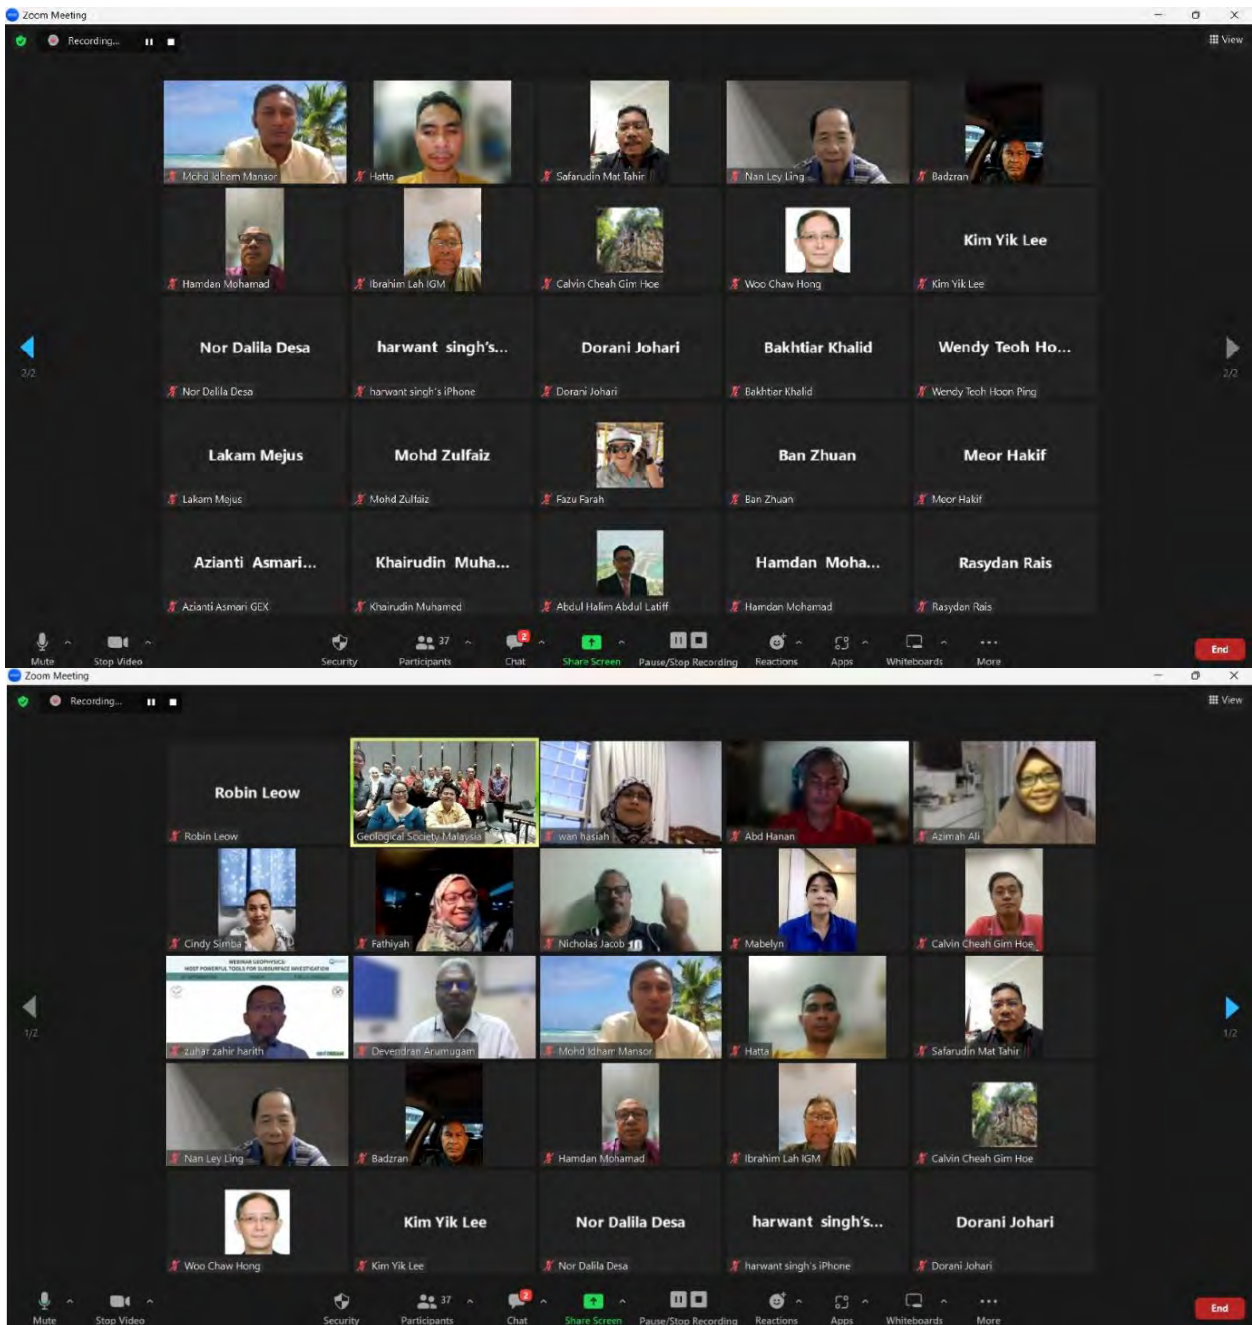 Zoom Meeting
Recording...
View
Mohd Idham Mansor
Hatta
Safarudin Mat Tahir
Nan Ley Ling
Badzran
Hamdan Mohamad
Ibrahim Lah IGM
Calvin Cheah Gim Hoe
Woo Chaw Hong
Kim Yik Lee
Kim Yik Lee
Nor Dalila Desa
harwant singh's...
Dorani Johari
Bakhtiar Khalid
Wendy Teoh Ho...
2/2
2/2
Nor Dalila Desa
harwant singh's iPhone
Dorani Johari
Bakhtiar Khalid
Wendy Teoh Hoon Ping
Lakam Mejus
Mohd Zulfaiz
Ban Zhuan
Meor Hakif
Lakam Mejus
Mohd Zulfaiz
Fazu Farah
Ban Zhuan
Meor Hakif
Azianti Asmari...
Khairudin Muha...
Hamdan Moha...
Rasydan Rais
Azianti Asmari GEX
Khairudin Muhamed
Abdul Halim Abdul Latiff
Hamdan Mohamad
Rasydan Rais
37
2
Mute
Stop Video
Security
Participants
Chat
Share Screen
Pause/Stop Recording
Reactions
Apps
Whiteboards
More
End
Zoom Meeting
Recording...
View
Robin Leow
Robin Leow
Geological Society Malaysia
wan hasiah
Abd Hanan
Azimah Ali
Cindy Simba
Fathiyah
Nicholas Jacob
Mabelyn
Calvin Cheah Gim Hoe
WEBINAR GEOPHYSICS:
MOST POWERFUL TOOLS FOR SUBSURFACE INVESTIGATION
1/2
1/2
zuhar zahir harith
Devendran Arumugam
Mohd Idham Mansor
Hatta
Safarudin Mat Tahir
Nan Ley Ling
Badzran
Hamdan Mohamad
Ibrahim Lah IGM
Calvin Cheah Gim Hoe
Kim Yik Lee
Nor Dalila Desa
harwant singh's...
Dorani Johari
Woo Chaw Hong
Kim Yik Lee
Nor Dalila Desa
harwant singh's iPhone
Dorani Johari
37
2
Mute
Stop Video
Security
Participants
Chat
Share Screen
Pause/Stop Recording
Reactions
Apps
Whiteboards
More
End